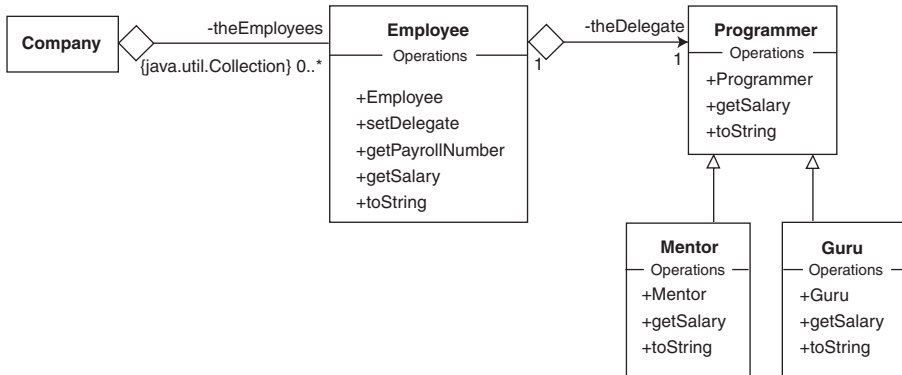 Company
-theEmployees
{java.util.Collection} 0..*
Employee
Operations
+Employee
+setDelegate
+getPayrollNumber
+getSalary
+toString
1
-theDelegate
1
Programmer
Operations
+Programmer
+getSalary
+toString
Mentor
Operations
+Mentor
+getSalary
+toString
Guru
Operations
+Guru
+getSalary
+toString